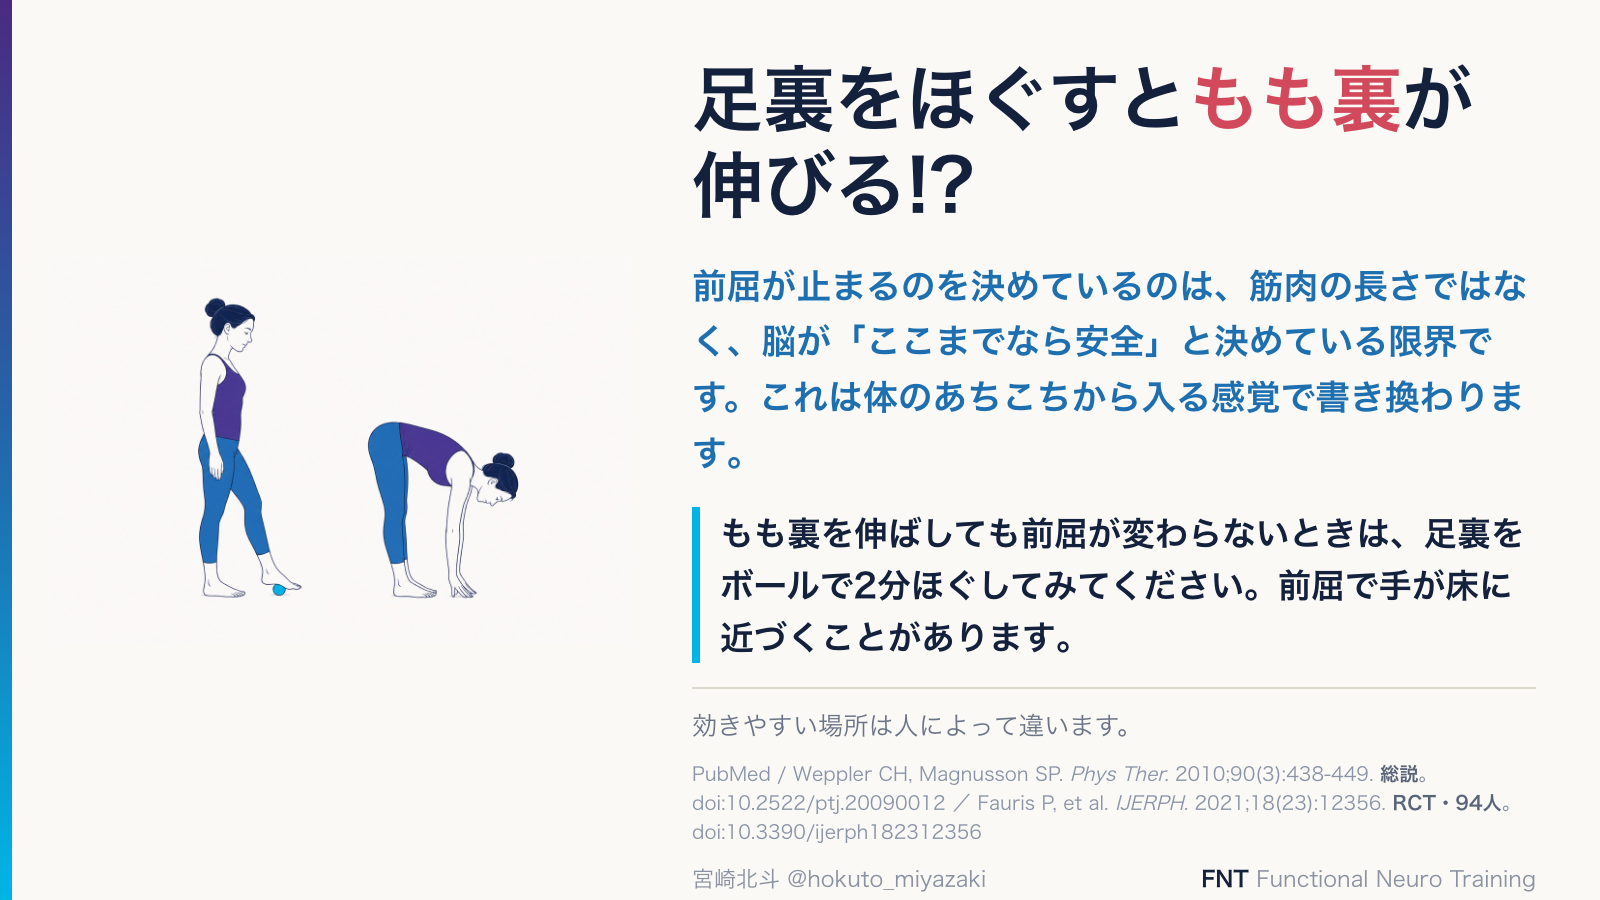 足裏をほぐすともも裏が
伸びる!?
前屈が止まるのを決めているのは、筋肉の長さではな
く、脳が「ここまでなら安全」と決めている限界で
す。これは体のあちこちから入る感覚で書き換わりま
す。
もも裏を伸ばしても前屈が変わらないときは、足裏を
ボールで2分ほぐしてみてください。前屈で手が床に
近づくことがあります。
効きやすい場所は人によって違います。
PubMed / Weppler CH, Magnusson SP. Phys Ther. 2010;90(3):438-449. 総説。
doi:10.2522/ptj.20090012 ／ Fauris P, et al. IJERPH. 2021;18(23):12356. RCT・94人。
doi:10.3390/ijerph182312356
宮崎北斗 @hokuto_miyazaki
FNT Functional Neuro Training